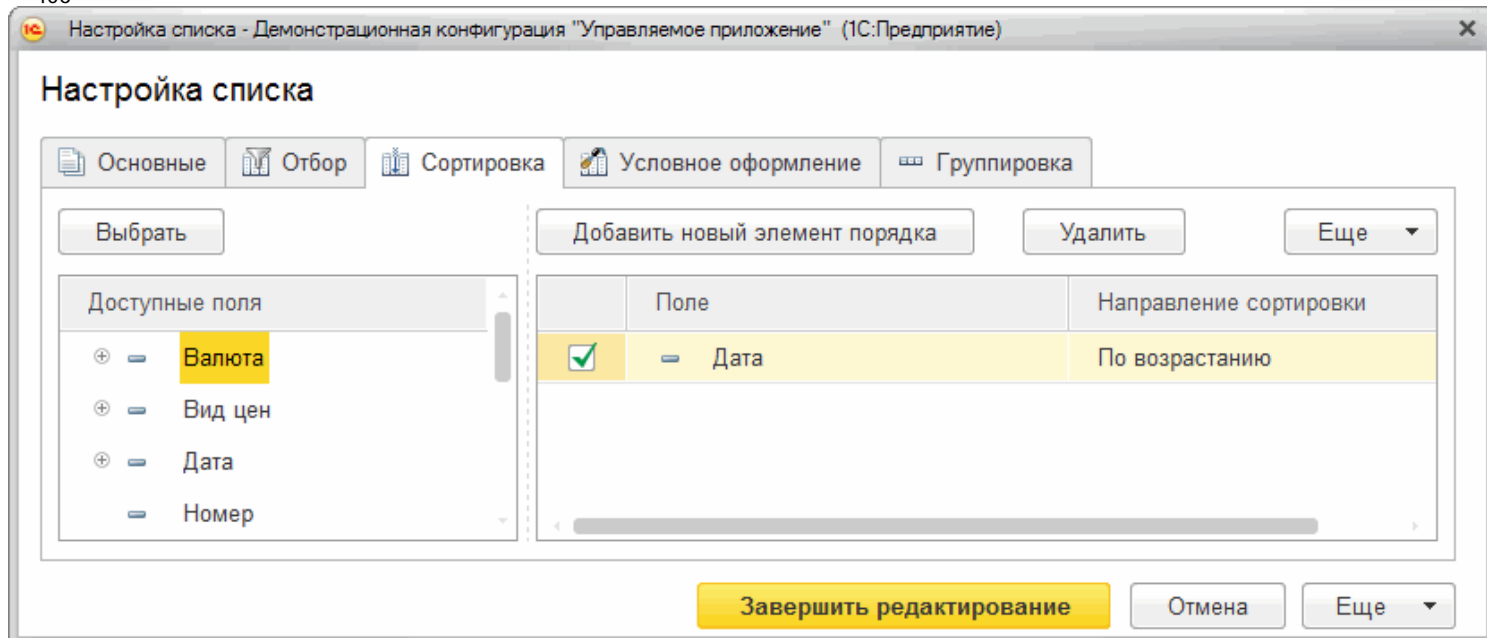 Настройка списка - Демонстрационная конфигурация "Управляемое приложение" (1С:Предприятие)
Настройка списка
Основные Отбор Сортировка Условное оформление Группировка
Выбрать Добавить новый элемент порядка Удалить Еще
Доступные поля Поле Направление сортировки
Валюта Дата По возрастанию
Вид цен
Дата
Номер
Завершить редактирование Отмена Еще